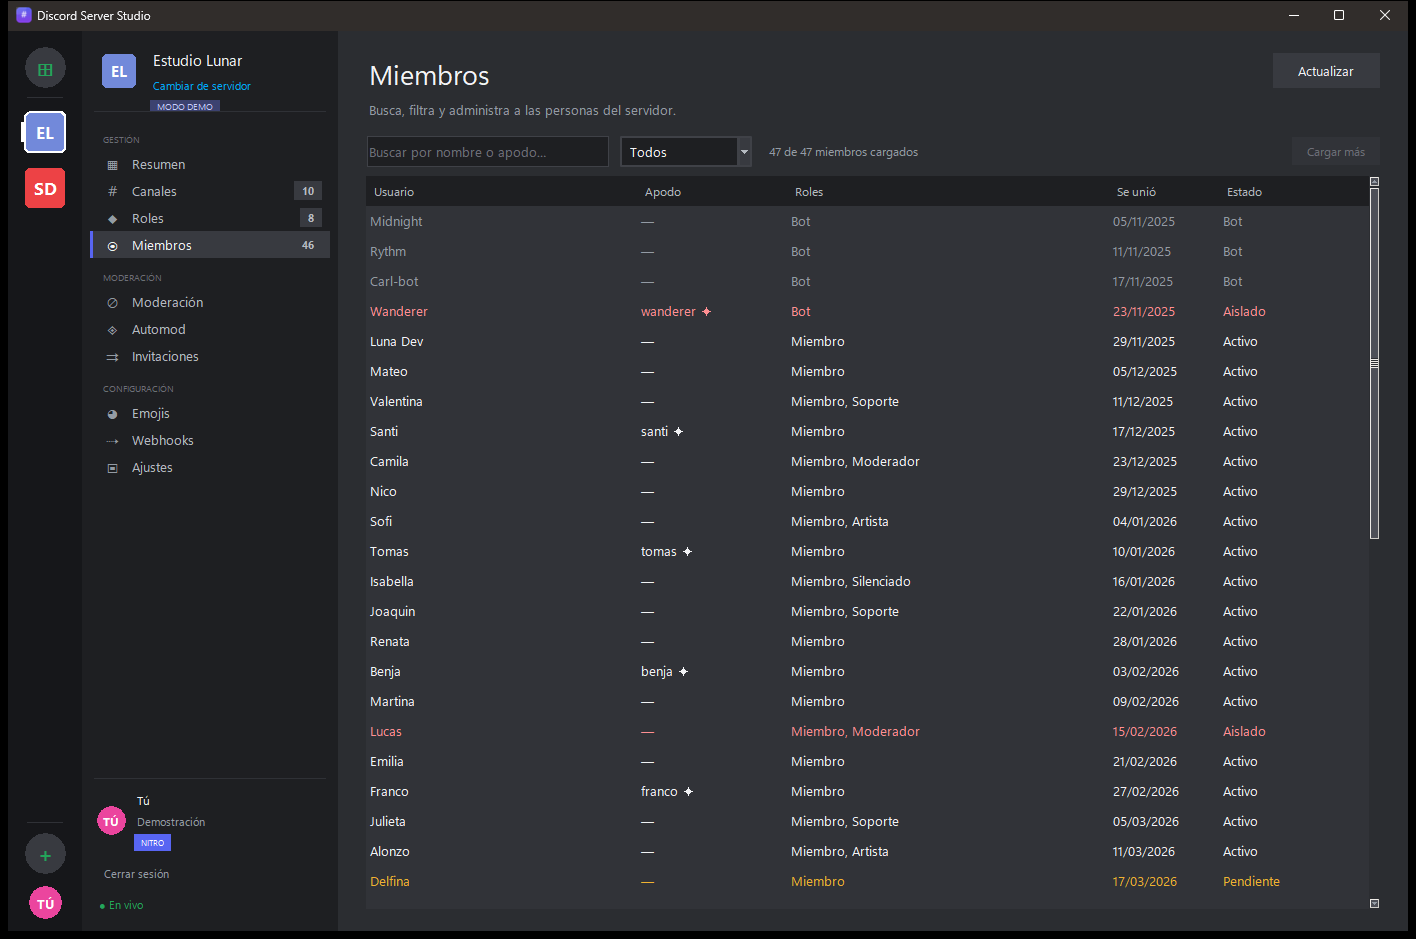 Discord Server Studio
EL
SD
+
TÚ
EL
Estudio Lunar
Cambiar de servidor
MODO DEMO
GESTIÓN
Resumen
# Canales 10
Roles 8
Miembros 46
MODERACIÓN
Moderación
Automod
Invitaciones
CONFIGURACIÓN
Emojis
Webhooks
Ajustes
TÚ
Tú
Demostración
NITRO
Cerrar sesión
● En vivo
Miembros
Actualizar
Busca, filtra y administra a las personas del servidor.
Buscar por nombre o apodo... Todos 47 de 47 miembros cargados Cargar más
Usuario Apodo Roles Se unió Estado
Midnight — Bot 05/11/2025 Bot
Rythm — Bot 11/11/2025 Bot
Carl-bot — Bot 17/11/2025 Bot
Wanderer wanderer ✦ Bot 23/11/2025 Aislado
Luna Dev — Miembro 29/11/2025 Activo
Mateo — Miembro 05/12/2025 Activo
Valentina — Miembro, Soporte 11/12/2025 Activo
Santi santi ✦ Miembro 17/12/2025 Activo
Camila — Miembro, Moderador 23/12/2025 Activo
Nico — Miembro 29/12/2025 Activo
Sofi — Miembro, Artista 04/01/2026 Activo
Tomas tomas ✦ Miembro 10/01/2026 Activo
Isabella — Miembro, Silenciado 16/01/2026 Activo
Joaquin — Miembro, Soporte 22/01/2026 Activo
Renata — Miembro 28/01/2026 Activo
Benja benja ✦ Miembro 03/02/2026 Activo
Martina — Miembro 09/02/2026 Activo
Lucas — Miembro, Moderador 15/02/2026 Aislado
Emilia — Miembro 21/02/2026 Activo
Franco franco ✦ Miembro 27/02/2026 Activo
Julieta — Miembro, Soporte 05/03/2026 Activo
Alonzo — Miembro, Artista 11/03/2026 Activo
Delfina — Miembro 17/03/2026 Pendiente